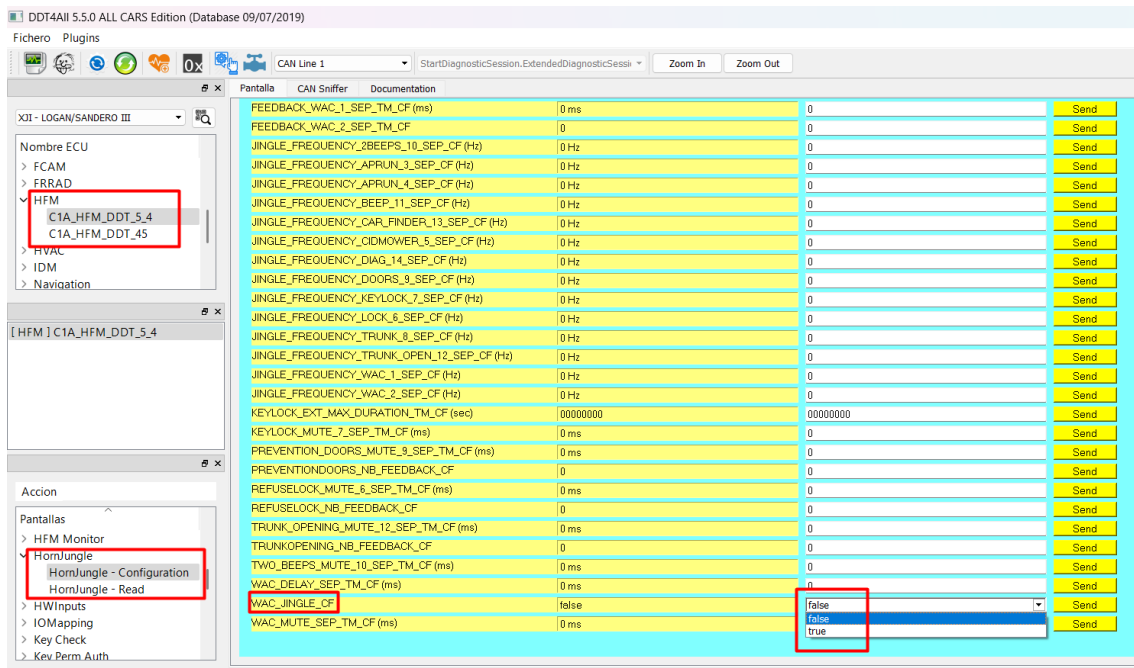 DDT4All 5.5.0 ALL CARS Edition (Database 09/07/2019)
Fichero Plugins
CAN Line 1 StartDiagnosticSession.ExtendedDiagnosticSessi Zoom In Zoom Out
Pantalla CAN Sniffer Documentation
XJI - LOGAN/SANDERO III
Nombre ECU
FCAM
FRRAD
HFM
C1A_HFM_DDT_5_4
C1A_HFM_DDT_45
HVAC
IDM
Navigation
[ HFM ] C1A_HFM_DDT_5_4
Accion
Pantallas
HFM Monitor
HornJungle
HornJungle - Configuration
HornJungle - Read
HWInputs
IOMapping
Key Check
Key Perm Auth
FEEDBACK_WAC_1_SEP_TM_CF (ms) 0 ms 0 Send
FEEDBACK_WAC_2_SEP_TM_CF 0 0 Send
JINGLE_FREQUENCY_2BEEPS_10_SEP_CF (Hz) 0 Hz 0 Send
JINGLE_FREQUENCY_APRUN_3_SEP_CF (Hz) 0 Hz 0 Send
JINGLE_FREQUENCY_APRUN_4_SEP_CF (Hz) 0 Hz 0 Send
JINGLE_FREQUENCY_BEEP_11_SEP_CF (Hz) 0 Hz 0 Send
JINGLE_FREQUENCY_CAR_FINDER_13_SEP_CF (Hz) 0 Hz 0 Send
JINGLE_FREQUENCY_CIDMOWER_5_SEP_CF (Hz) 0 Hz 0 Send
JINGLE_FREQUENCY_DIAG_14_SEP_CF (Hz) 0 Hz 0 Send
JINGLE_FREQUENCY_DOORS_9_SEP_CF (Hz) 0 Hz 0 Send
JINGLE_FREQUENCY_KEYLOCK_7_SEP_CF (Hz) 0 Hz 0 Send
JINGLE_FREQUENCY_LOCK_6_SEP_CF (Hz) 0 Hz 0 Send
JINGLE_FREQUENCY_TRUNK_8_SEP_CF (Hz) 0 Hz 0 Send
JINGLE_FREQUENCY_TRUNK_OPEN_12_SEP_CF (Hz) 0 Hz 0 Send
JINGLE_FREQUENCY_WAC_1_SEP_CF (Hz) 0 Hz 0 Send
JINGLE_FREQUENCY_WAC_2_SEP_CF (Hz) 0 Hz 0 Send
KEYLOCK_EXT_MAX_DURATION_TM_CF (sec) 00000000 00000000 Send
KEYLOCK_MUTE_7_SEP_TM_CF (ms) 0 ms 0 Send
PREVENTION_DOORS_MUTE_9_SEP_TM_CF (ms) 0 ms 0 Send
PREVENTIONDOORS_NB_FEEDBACK_CF 0 0 Send
REFUSELOCK_MUTE_6_SEP_TM_CF (ms) 0 ms 0 Send
REFUSELOCK_NB_FEEDBACK_CF 0 0 Send
TRUNK_OPENING_MUTE_12_SEP_TM_CF (ms) 0 ms 0 Send
TRUNKOPENING_NB_FEEDBACK_CF 0 0 Send
TWO_BEEPS_MUTE_10_SEP_TM_CF (ms) 0 ms 0 Send
WAC_DELAY_SEP_TM_CF (ms) 0 ms 0 Send
WAC_JINGLE_CF false false Send
false
true
WAC_MUTE_SEP_TM_CF (ms) 0 ms Send